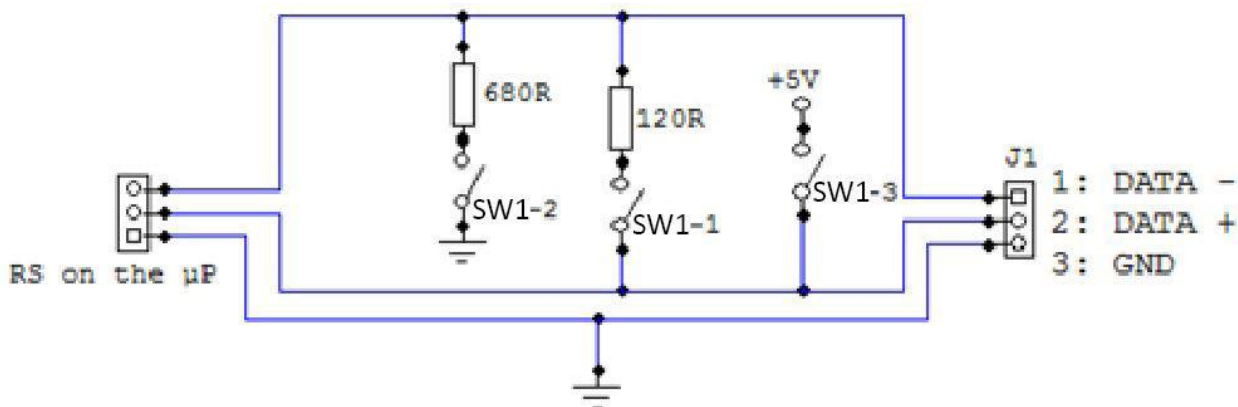 680R
120R
+5V
SW1-2
SW1-1
SW1-3
J1
1: DATA -
2: DATA +
3: GND
RS on the µP